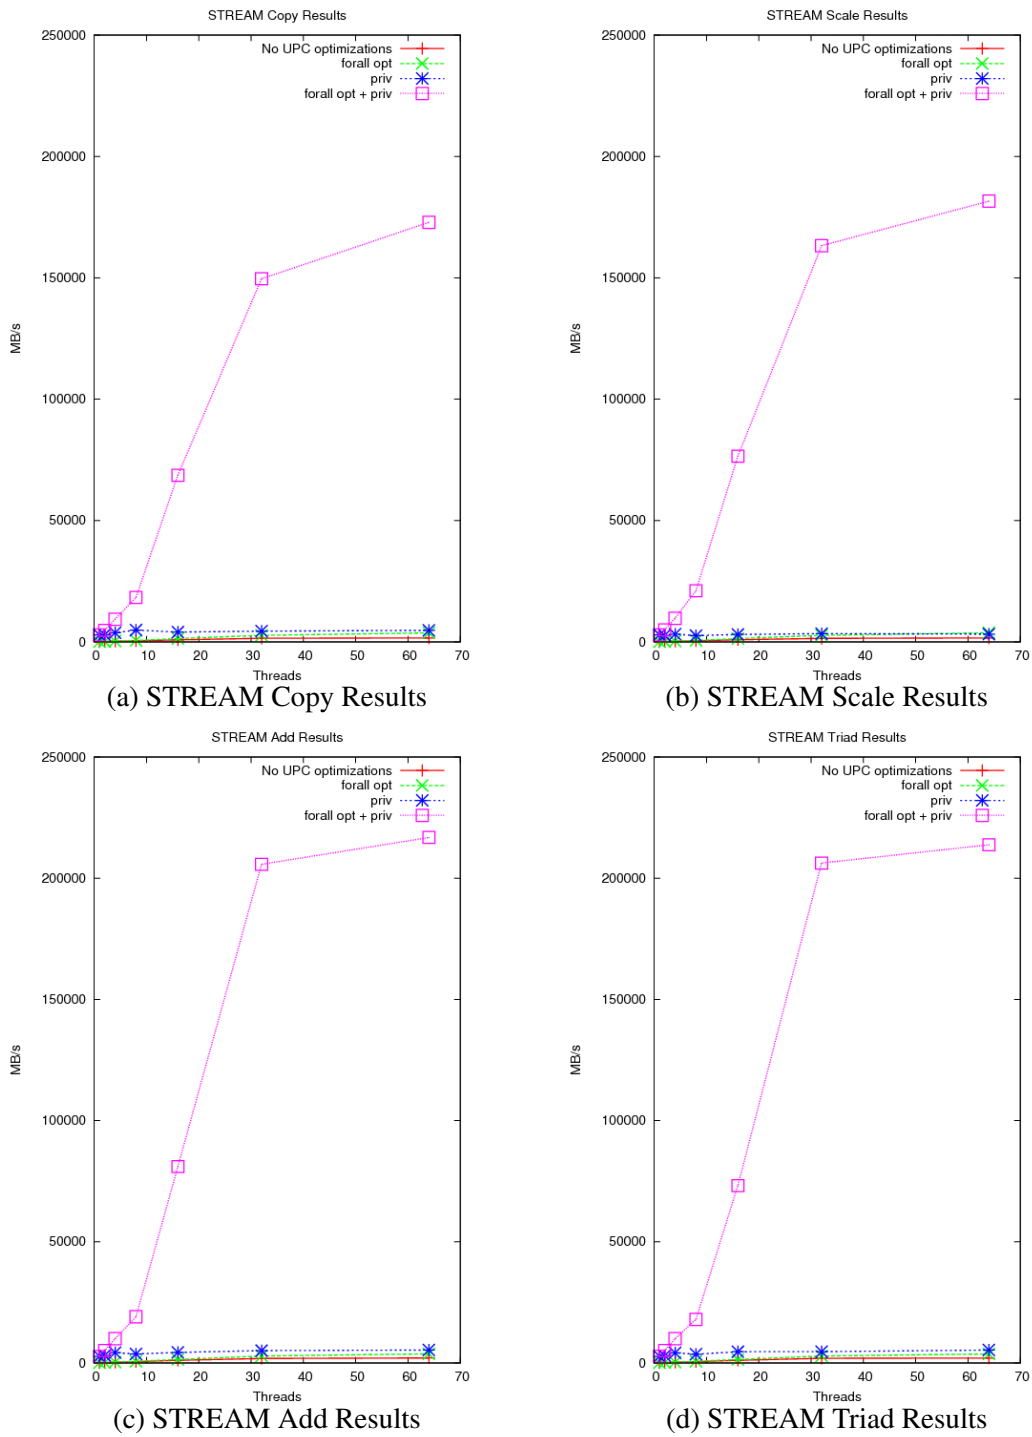 STREAM Copy Results
250000
200000
150000
100000
50000
0
MB/s
No UPC optimizations
forall opt
priv
forall opt + priv
0 10 20 30 40 50 60 70
Threads
(a) STREAM Copy Results
STREAM Scale Results
250000
200000
150000
100000
50000
0
MB/s
No UPC optimizations
forall opt
priv
forall opt + priv
0 10 20 30 40 50 60 70
Threads
(b) STREAM Scale Results
STREAM Add Results
250000
200000
150000
100000
50000
0
MB/s
No UPC optimizations
forall opt
priv
forall opt + priv
0 10 20 30 40 50 60 70
Threads
(c) STREAM Add Results
STREAM Triad Results
250000
200000
150000
100000
50000
0
MB/s
No UPC optimizations
forall opt
priv
forall opt + priv
0 10 20 30 40 50 60 70
Threads
(d) STREAM Triad Results